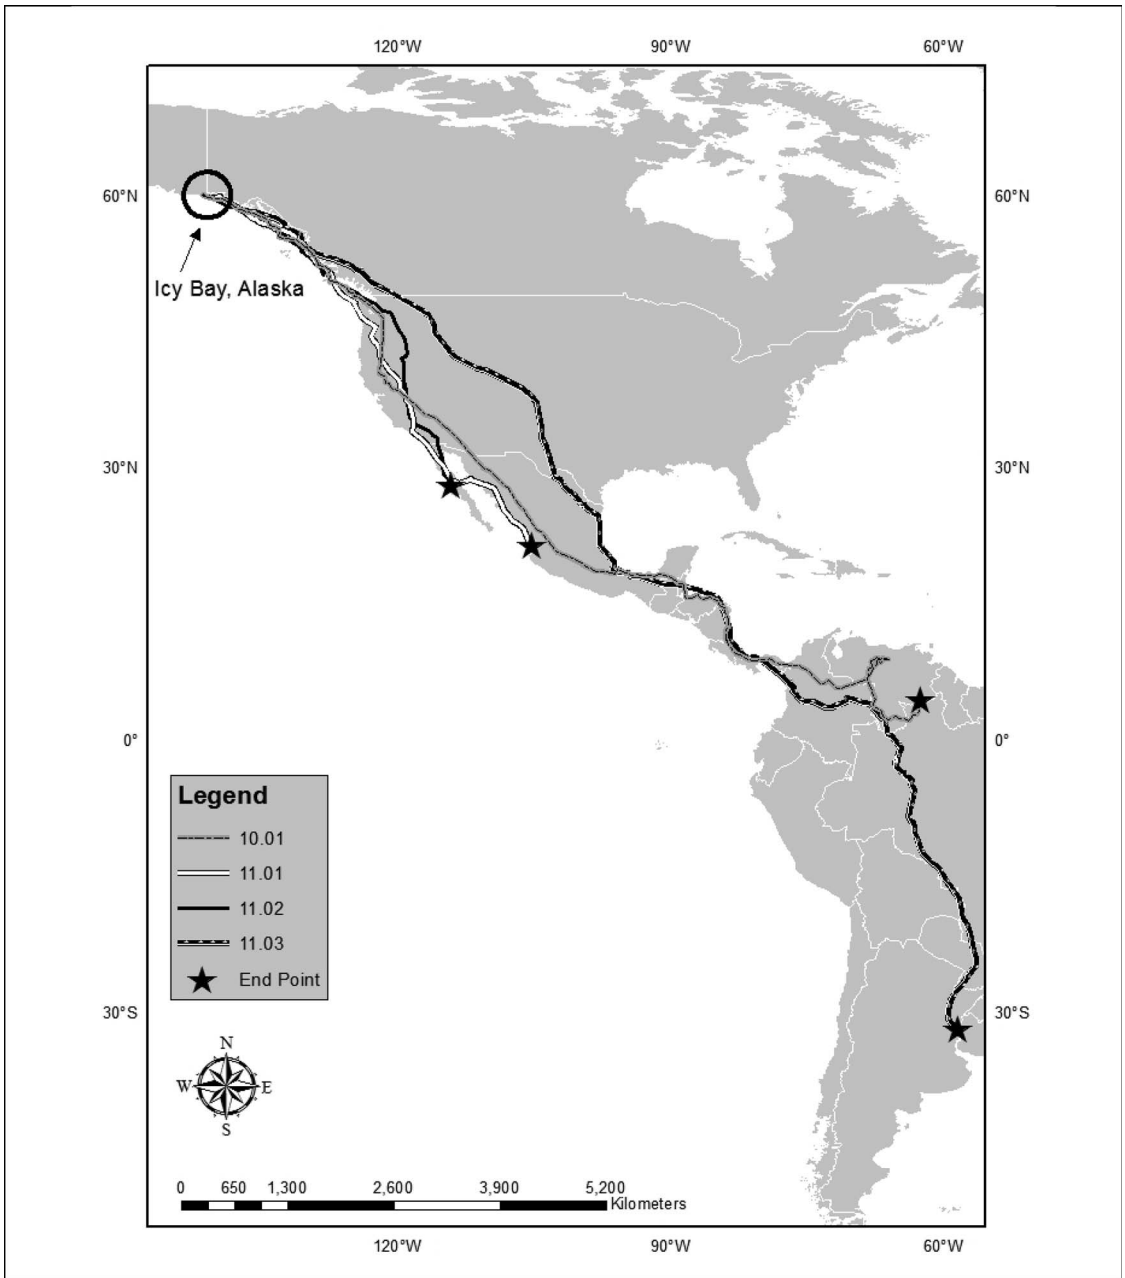 120°W 90°W 60°W
60°N 60°N
Icy Bay, Alaska
30°N 30°N
0° 0°
Legend
10.01
11.01
11.02
11.03
End Point
30°S 30°S
N
W E
S
0 650 1,300 2,600 3,900 5,200
Kilometers
120°W 90°W 60°W